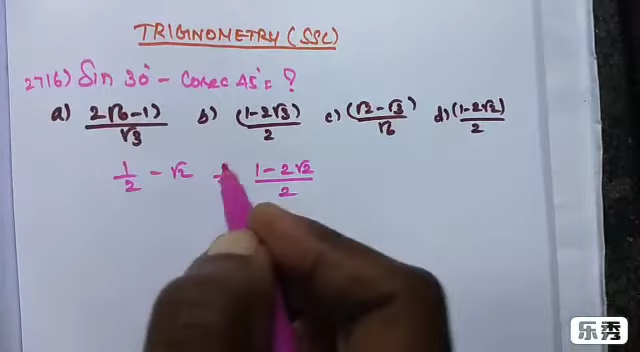 TRIGINOMETRY (SSC)
2716) Sin 30° - Cosec 45° = ?
a) 2√6-1) / √3 b) (1-2√3) / 2 c) (√2-√3) / √6 d) (1-2√2) / 2
1/2 - √2 = 1-2√2 / 2
乐秀